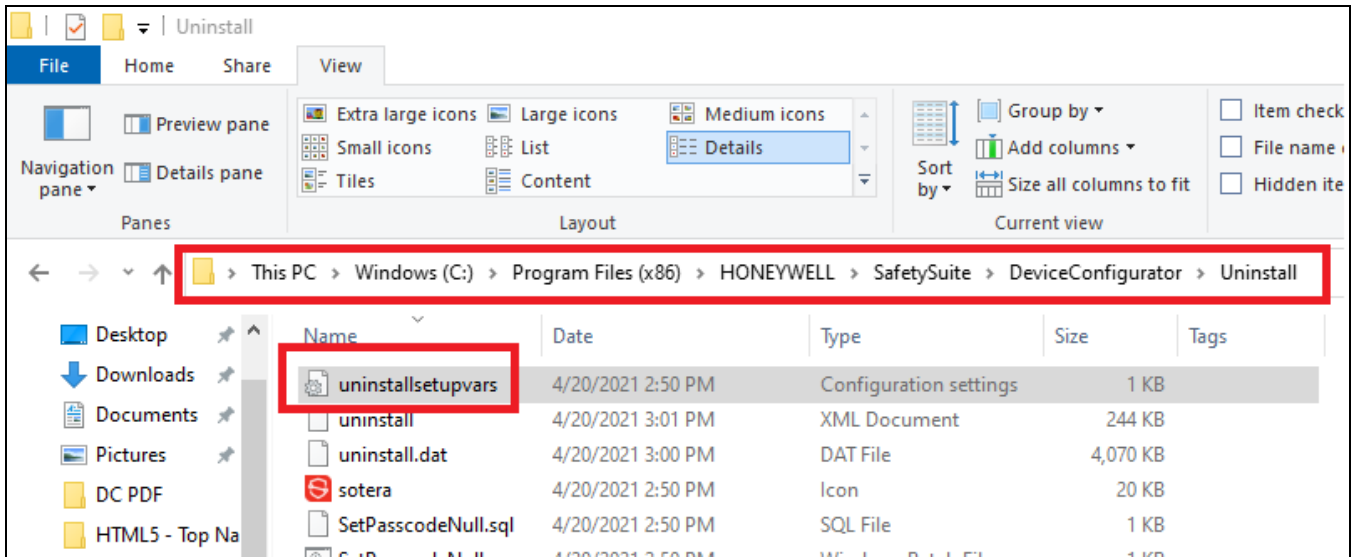 Uninstall
File Home Share View
Preview pane
Details pane
Navigation pane
Panes
Extra large icons Large icons Medium icons
Small icons List Details
Tiles Content
Layout
Sort by
Group by
Add columns
Size all columns to fit
Current view
Item check
File name
Hidden ite
This PC > Windows (C:) > Program Files (x86) > HONEYWELL > SafetySuite > DeviceConfigurator > Uninstall
Desktop
Downloads
Documents
Pictures
DC PDF
HTML5 - Top Na
Name Date Type Size Tags
uninstallsetupvars 4/20/2021 2:50 PM Configuration settings 1 KB
uninstall 4/20/2021 3:01 PM XML Document 244 KB
uninstall.dat 4/20/2021 3:00 PM DAT File 4,070 KB
sotera 4/20/2021 2:50 PM Icon 20 KB
SetPasscodeNull.sql 4/20/2021 2:50 PM SQL File 1 KB